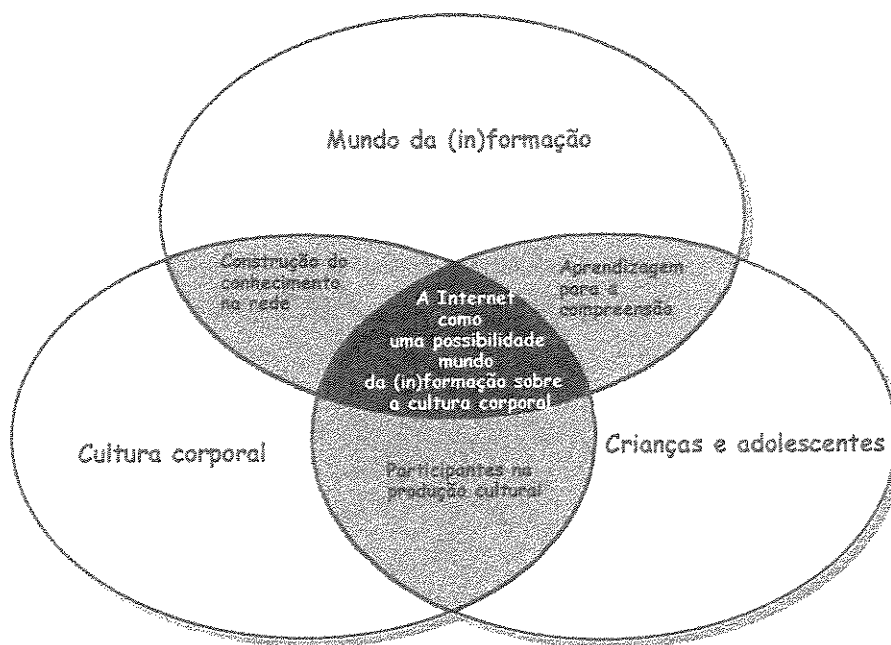 Mundo da (in)formação
Construção do
conhecimento
na rede
Aprendizagem
para a
compreensão
A Internet
como
uma possibilidade
mundo
da (in)formação sobre
a cultura corporal
Cultura corporal
Crianças e adolescentes
Participantes na
produção cultural